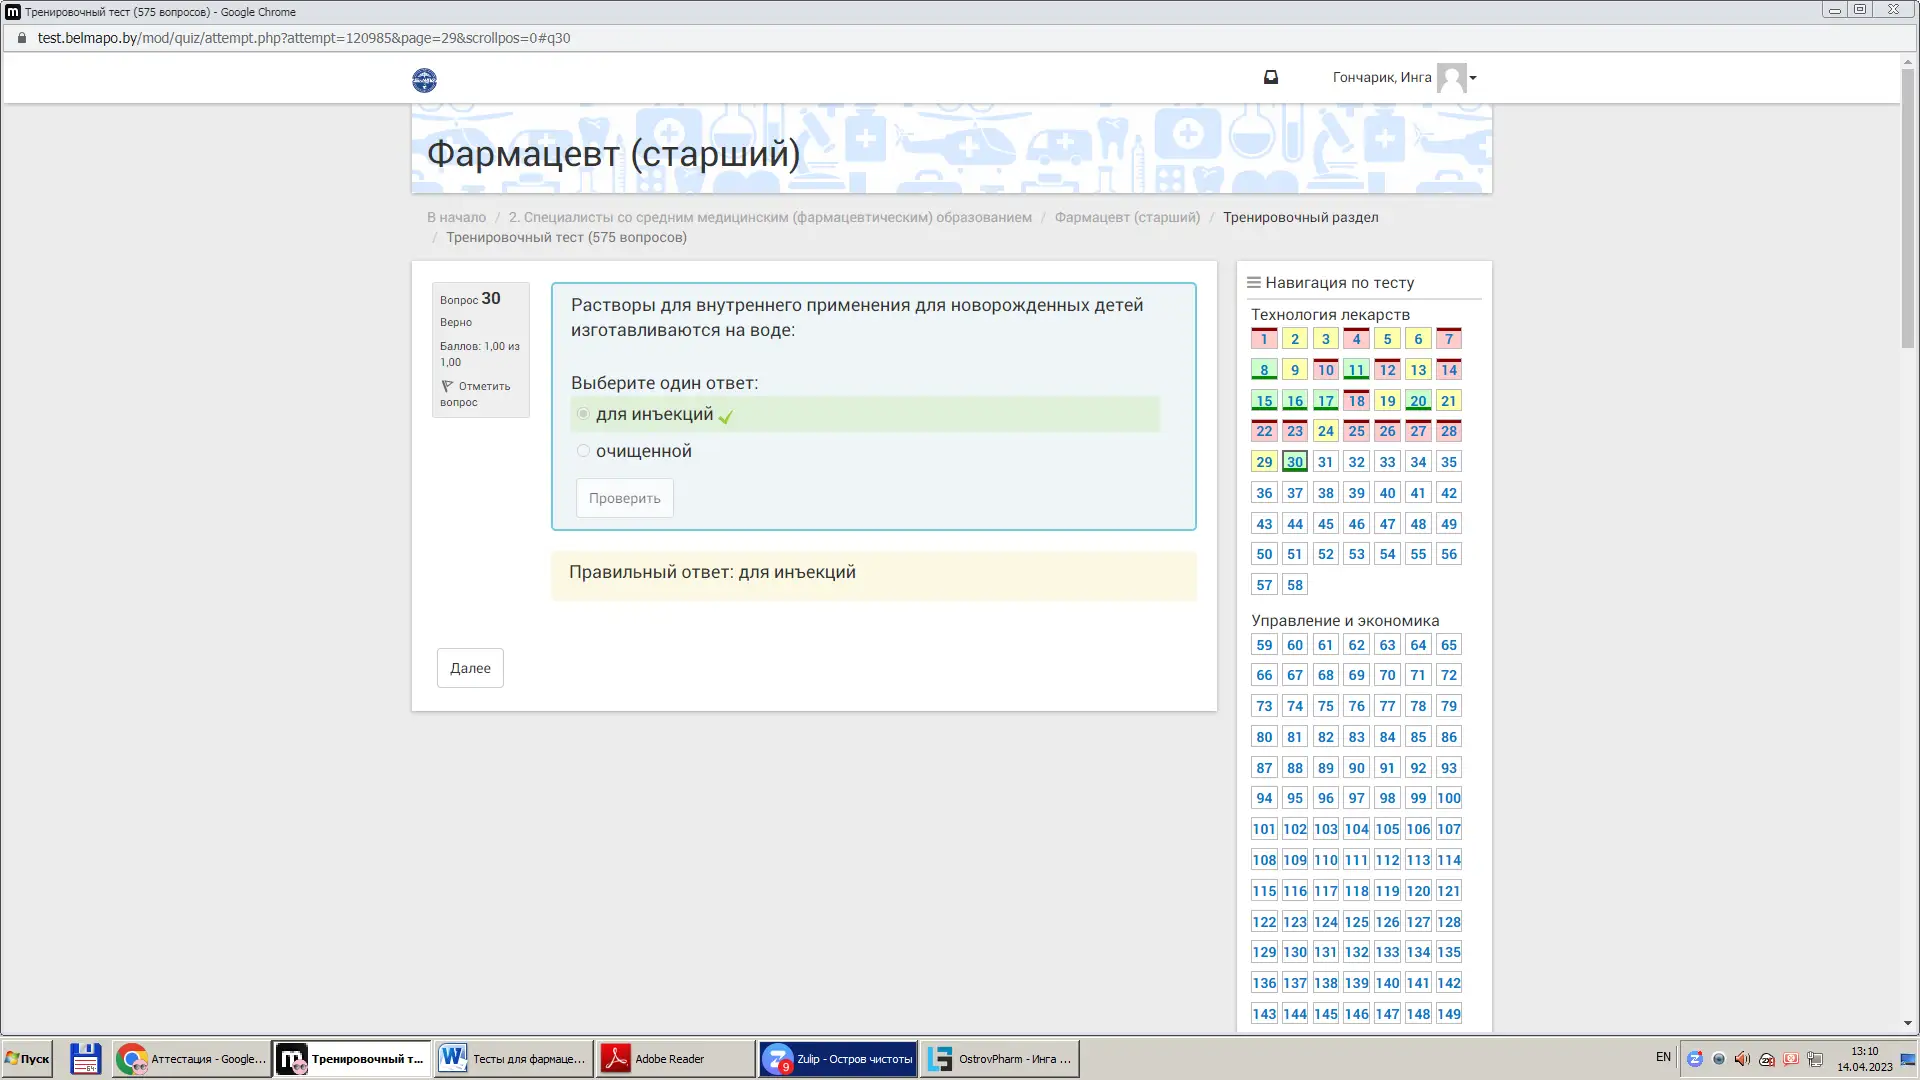 Тренировочный тест (575 вопросов) - Google Chrome
test.belmapo.by/mod/quiz/attempt.php?attempt=120985&page=29&scrollpos=0#q30
Гончарик, Инга
Фармацевт (старший)
В начало / 2. Специалисты со средним медицинским (фармацевтическим) образованием / Фармацевт (старший) / Тренировочный раздел
/ Тренировочный тест (575 вопросов)
Вопрос 30
Верно
Баллов: 1,00 из
1,00
Отметить
вопрос
Растворы для внутреннего применения для новорожденных детей
изготавливаются на воде:
Выберите один ответ:
для инъекций
очищенной
Проверить
Правильный ответ: для инъекций
Далее
Навигация по тесту
Технология лекарств
1 2 3 4 5 6 7
8 9 10 11 12 13 14
15 16 17 18 19 20 21
22 23 24 25 26 27 28
29 30 31 32 33 34 35
36 37 38 39 40 41 42
43 44 45 46 47 48 49
50 51 52 53 54 55 56
57 58
Управление и экономика
59 60 61 62 63 64 65
66 67 68 69 70 71 72
73 74 75 76 77 78 79
80 81 82 83 84 85 86
87 88 89 90 91 92 93
94 95 96 97 98 99 100
101 102 103 104 105 106 107
108 109 110 111 112 113 114
115 116 117 118 119 120 121
122 123 124 125 126 127 128
129 130 131 132 133 134 135
136 137 138 139 140 141 142
143 144 145 146 147 148 149
Пуск
Аттестация - Google...
Тренировочный т...
Тесты для фармаце...
Adobe Reader
9
Zulip - Остров чистоты
OstrovPharm - Инга ...
EN
13:10
14.04.2023